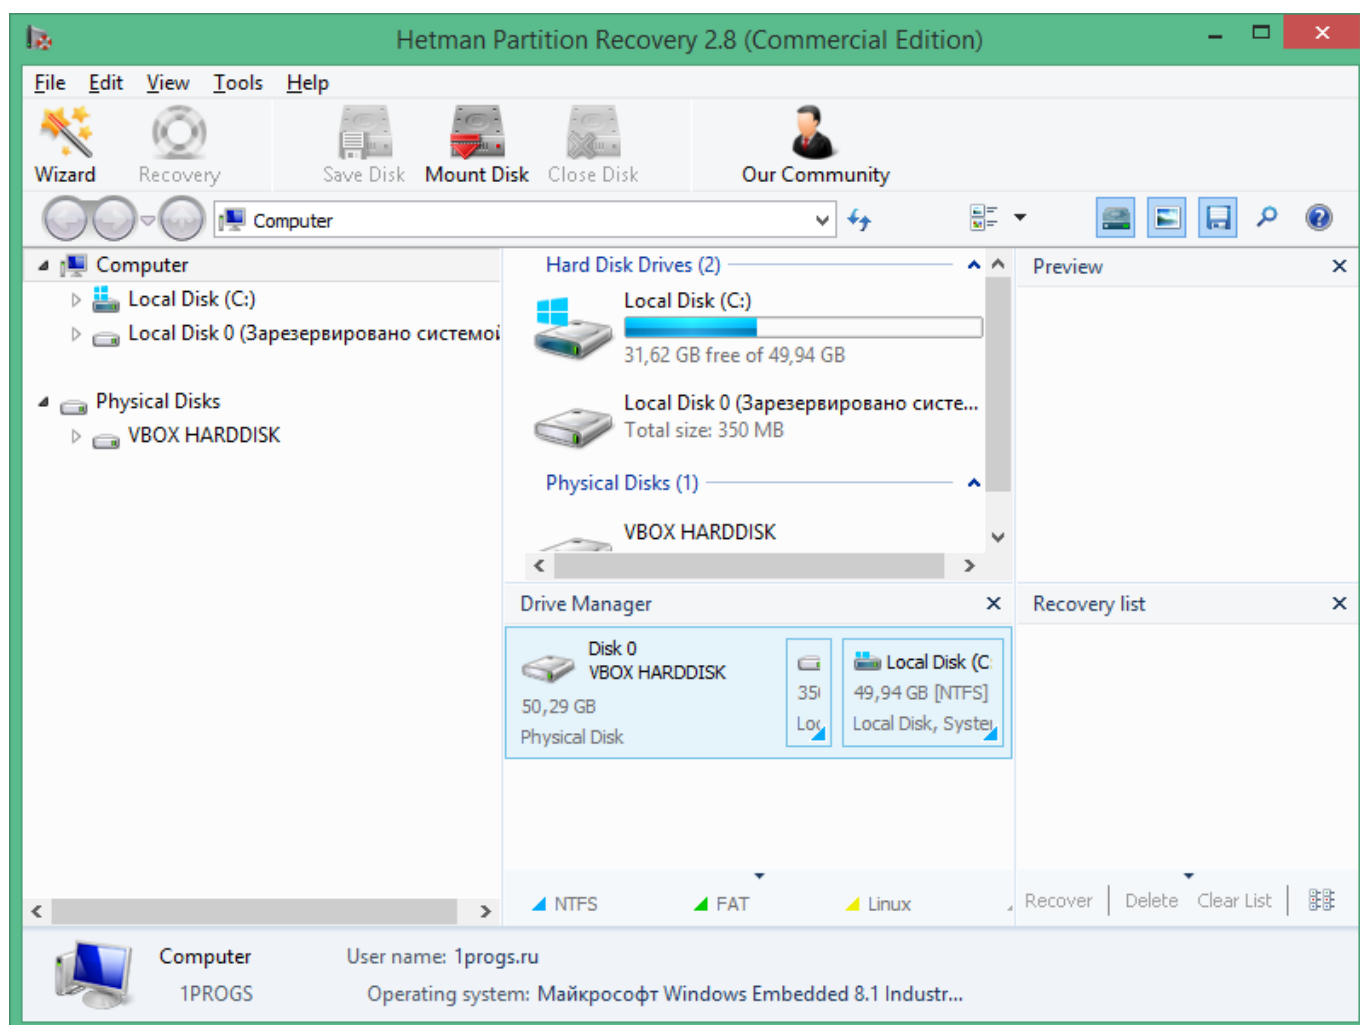 Hetman Partition Recovery 2.8 (Commercial Edition)
File Edit View Tools Help
Wizard Recovery Save Disk Mount Disk Close Disk Our Community
Computer
Computer
Local Disk (C:)
Local Disk 0 (Зарезервировано системой
Physical Disks
VBOX HARDDISK
Hard Disk Drives (2)
Local Disk (C:)
31,62 GB free of 49,94 GB
Local Disk 0 (Зарезервировано систе...
Total size: 350 MB
Physical Disks (1)
VBOX HARDDISK
Preview
Drive Manager
Disk 0
VBOX HARDDISK
50,29 GB
Physical Disk
350
Loc
Local Disk (C
49,94 GB [NTFS]
Local Disk, System
NTFS FAT Linux
Recovery list
Recover Delete Clear List
Computer User name: 1progs.ru
1PROGS Operating system: Майкрософт Windows Embedded 8.1 Industr...